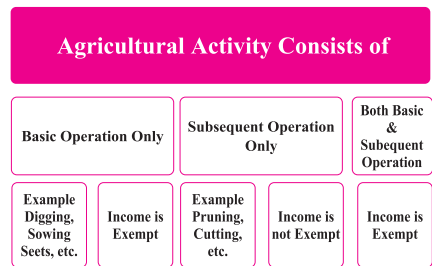 Agricultural Activity Consists of
Basic Operation Only
Subsequent Operation
Only
Both Basic
&
Subequent
Operation
Example
Digging,
Sowing
Seets, etc.
Income is
Exempt
Example
Pruning,
Cutting,
etc.
Income is
not Exempt
Income is
Exempt